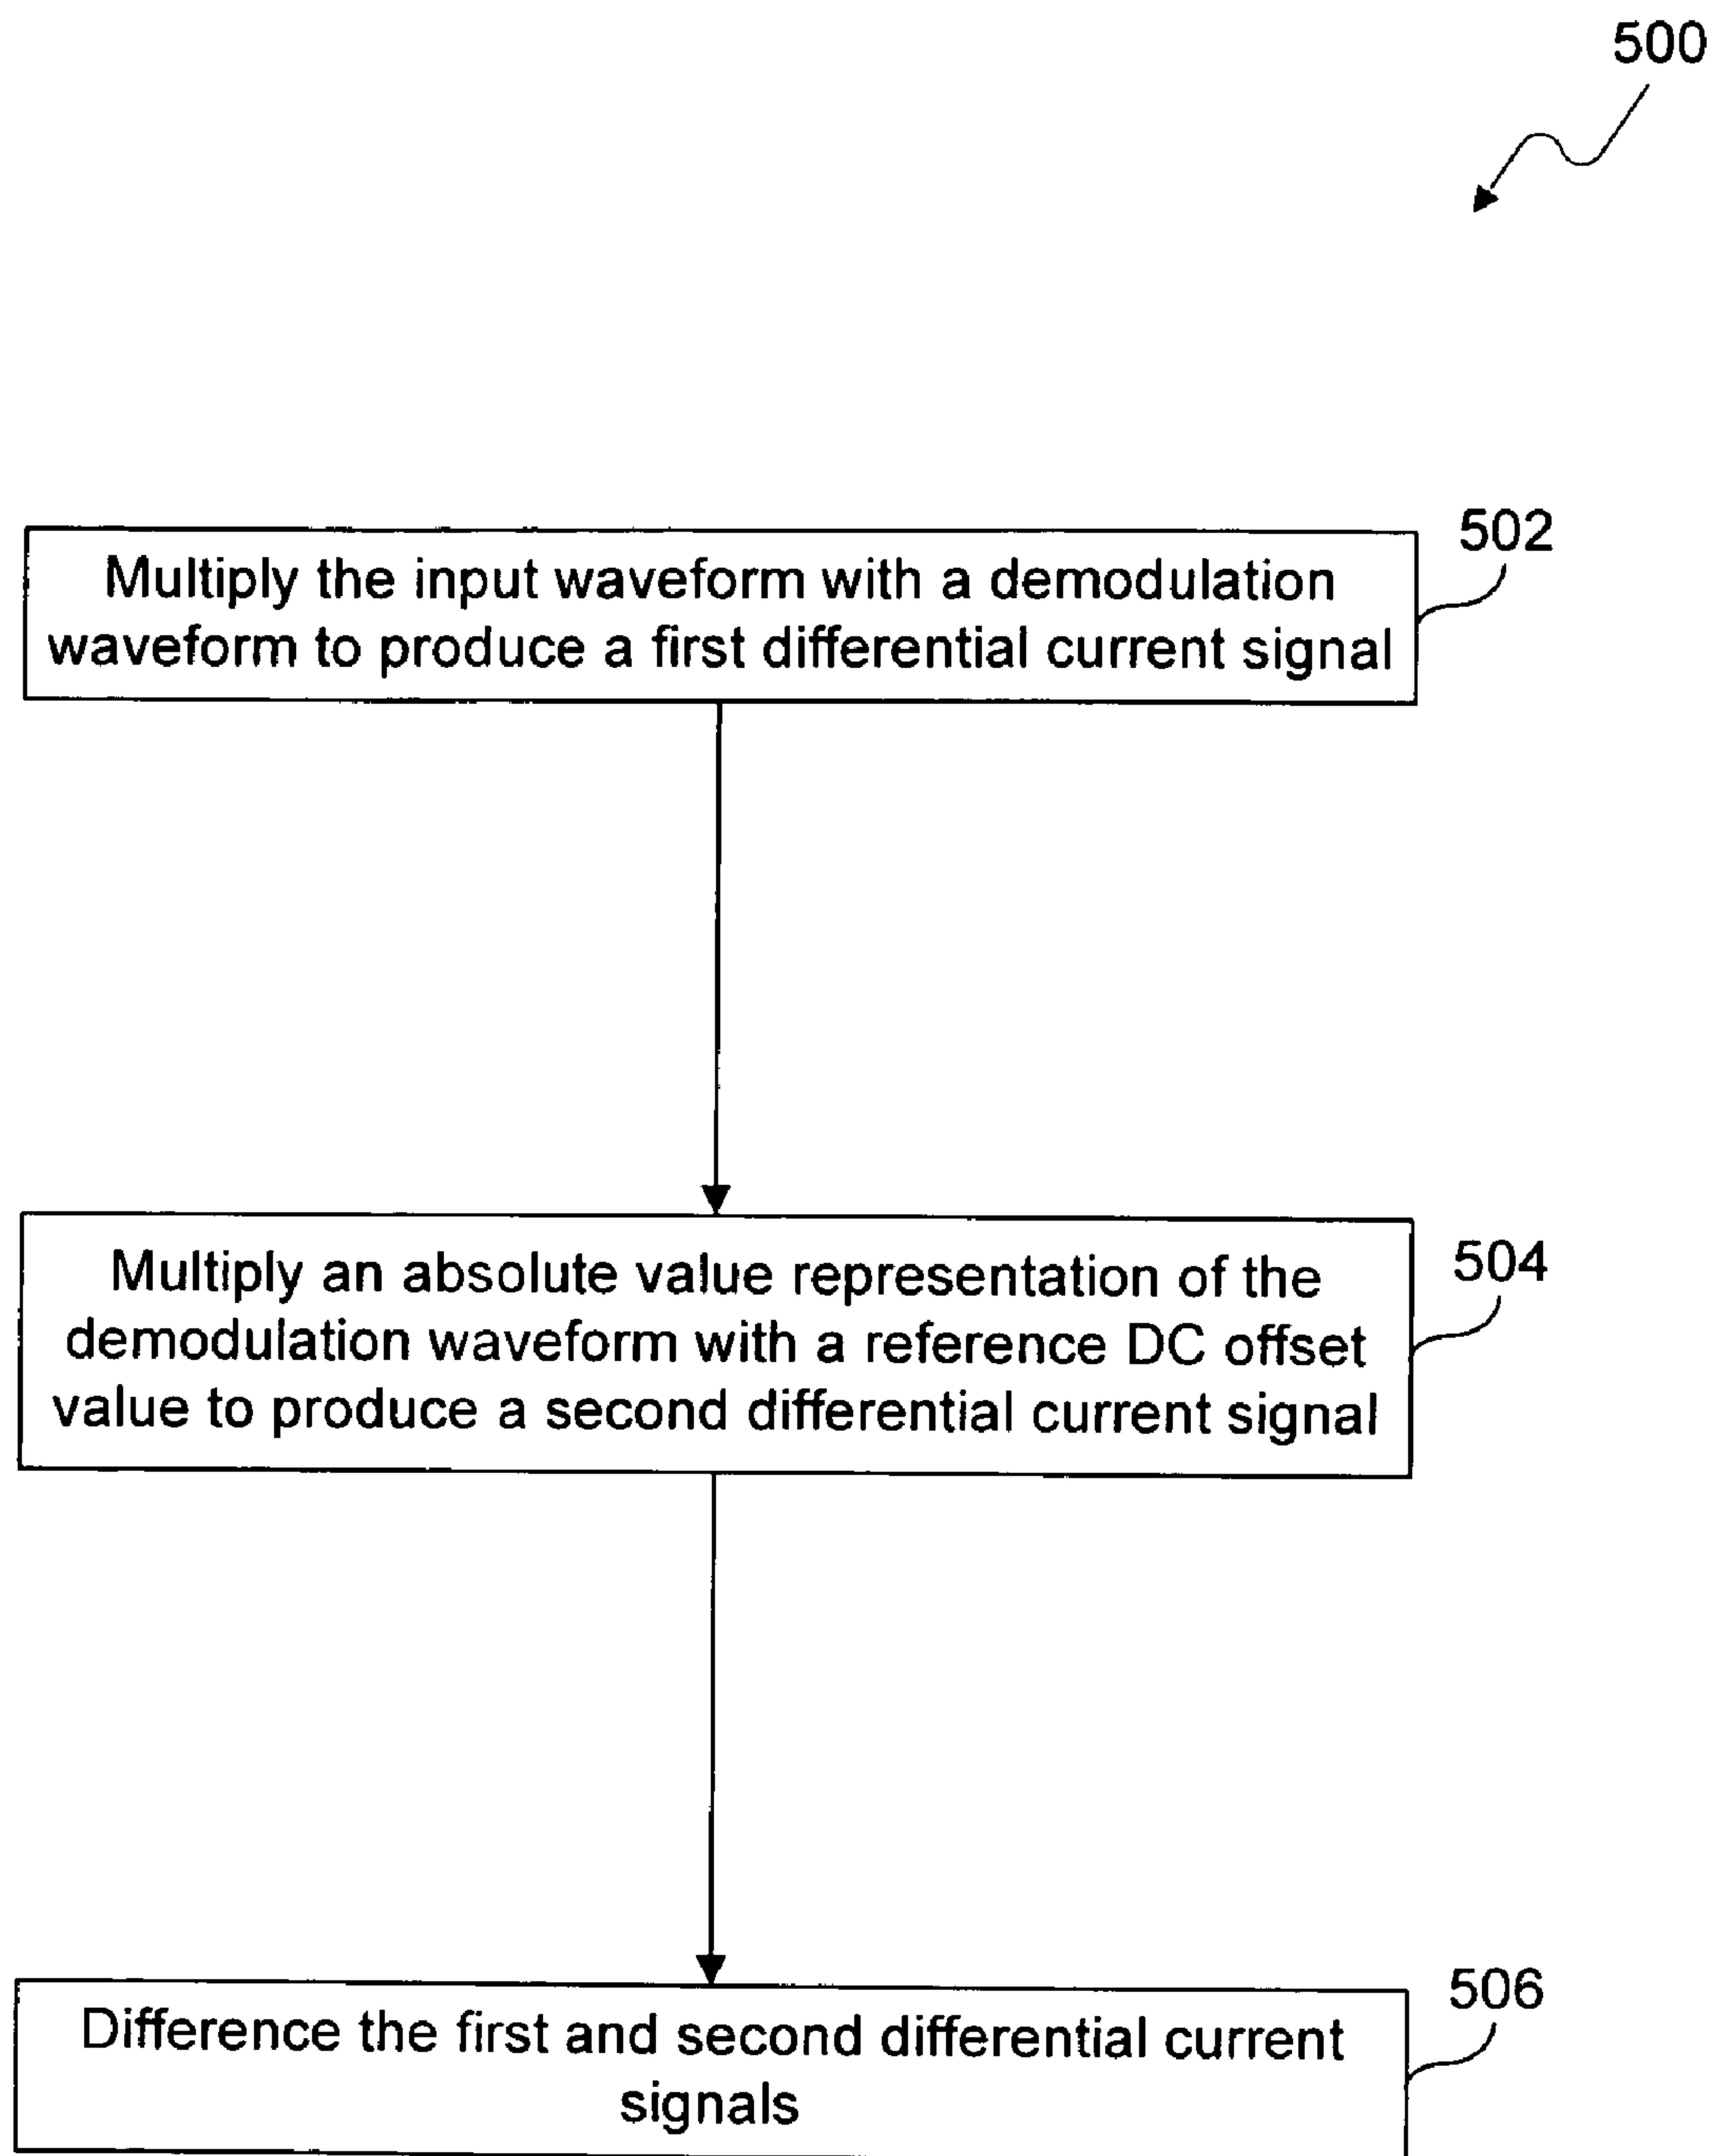 500
502
Multiply the input waveform with a demodulation
waveform to produce a first differential current signal
504
Multiply an absolute value representation of the
demodulation waveform with a reference DC offset
value to produce a second differential current signal
506
Difference the first and second differential current
signals